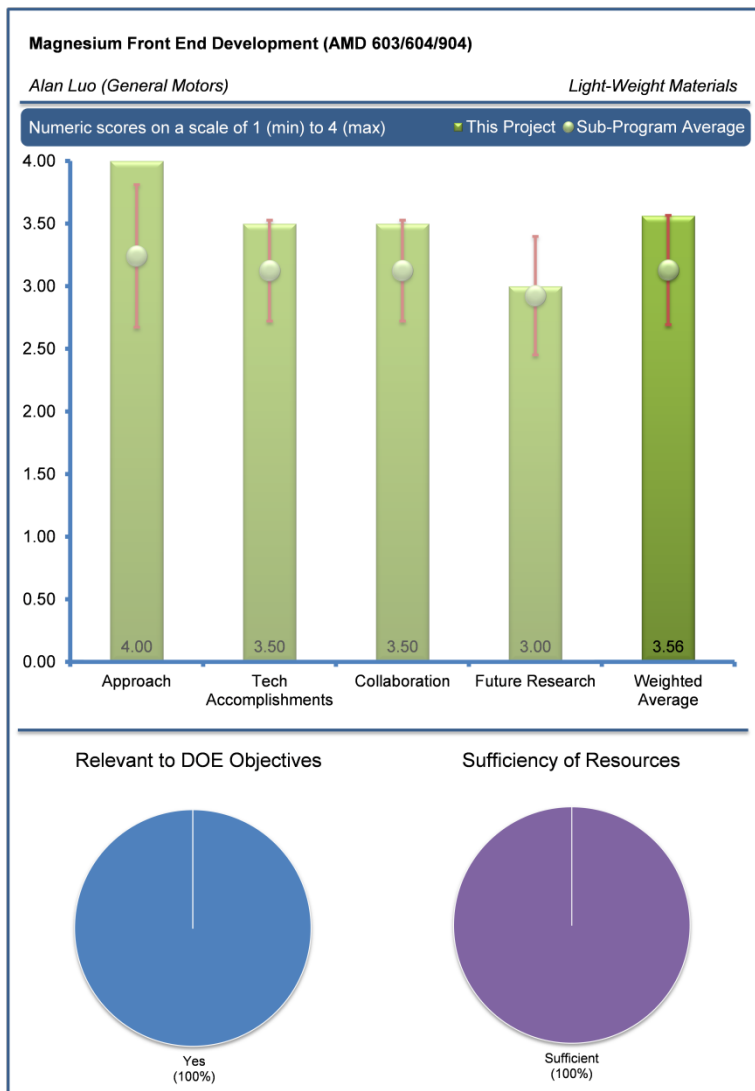 Magnesium Front End Development (AMD 603/604/904)
Alan Luo (General Motors) Light-Weight Materials
Numeric scores on a scale of 1 (min) to 4 (max) This Project Sub-Program Average
4.00
3.50
3.00
2.50
2.00
1.50
1.00
0.50
0.00
4.00 3.50 3.50 3.00 3.56
Approach Tech Collaboration Future Research Weighted
Accomplishments Average
Relevant to DOE Objectives Sufficiency of Resources
Yes Sufficient
(100%) (100%)